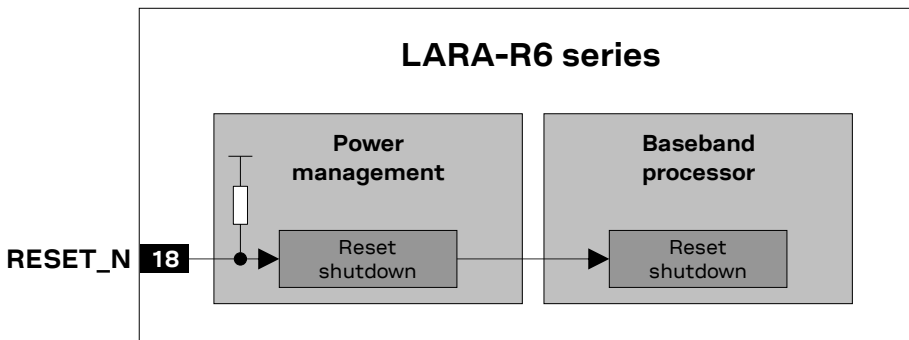 LARA-R6 series
Power
management
Baseband
processor
RESET_N 18
Reset
shutdown
Reset
shutdown